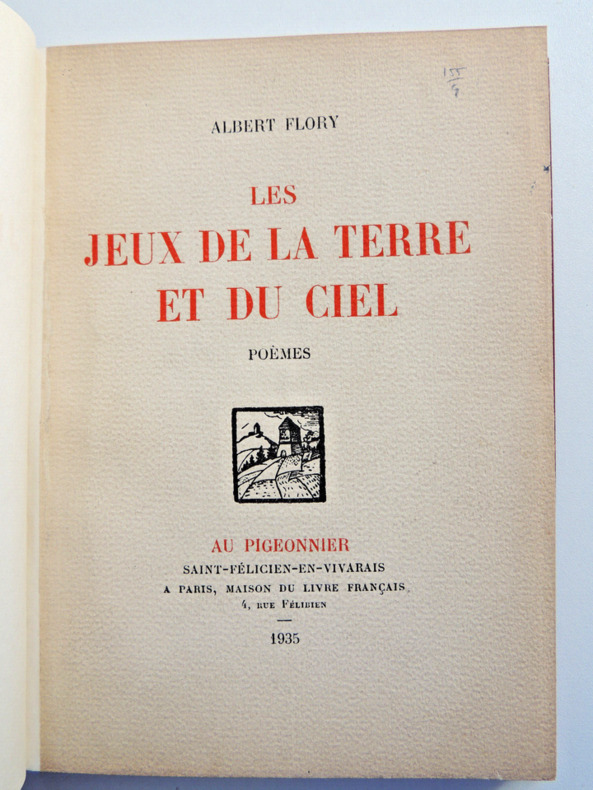 ALBERT FLORY
LES
JEUX DE LA TERRE
ET DU CIEL
POÈMES
AU PIGEONNIER
SAINT-FÉLICIEN-EN-VIVARAIS
A PARIS, MAISON DU LIVRE FRANÇAIS,
4, RUE FÉLIBIEN
1935